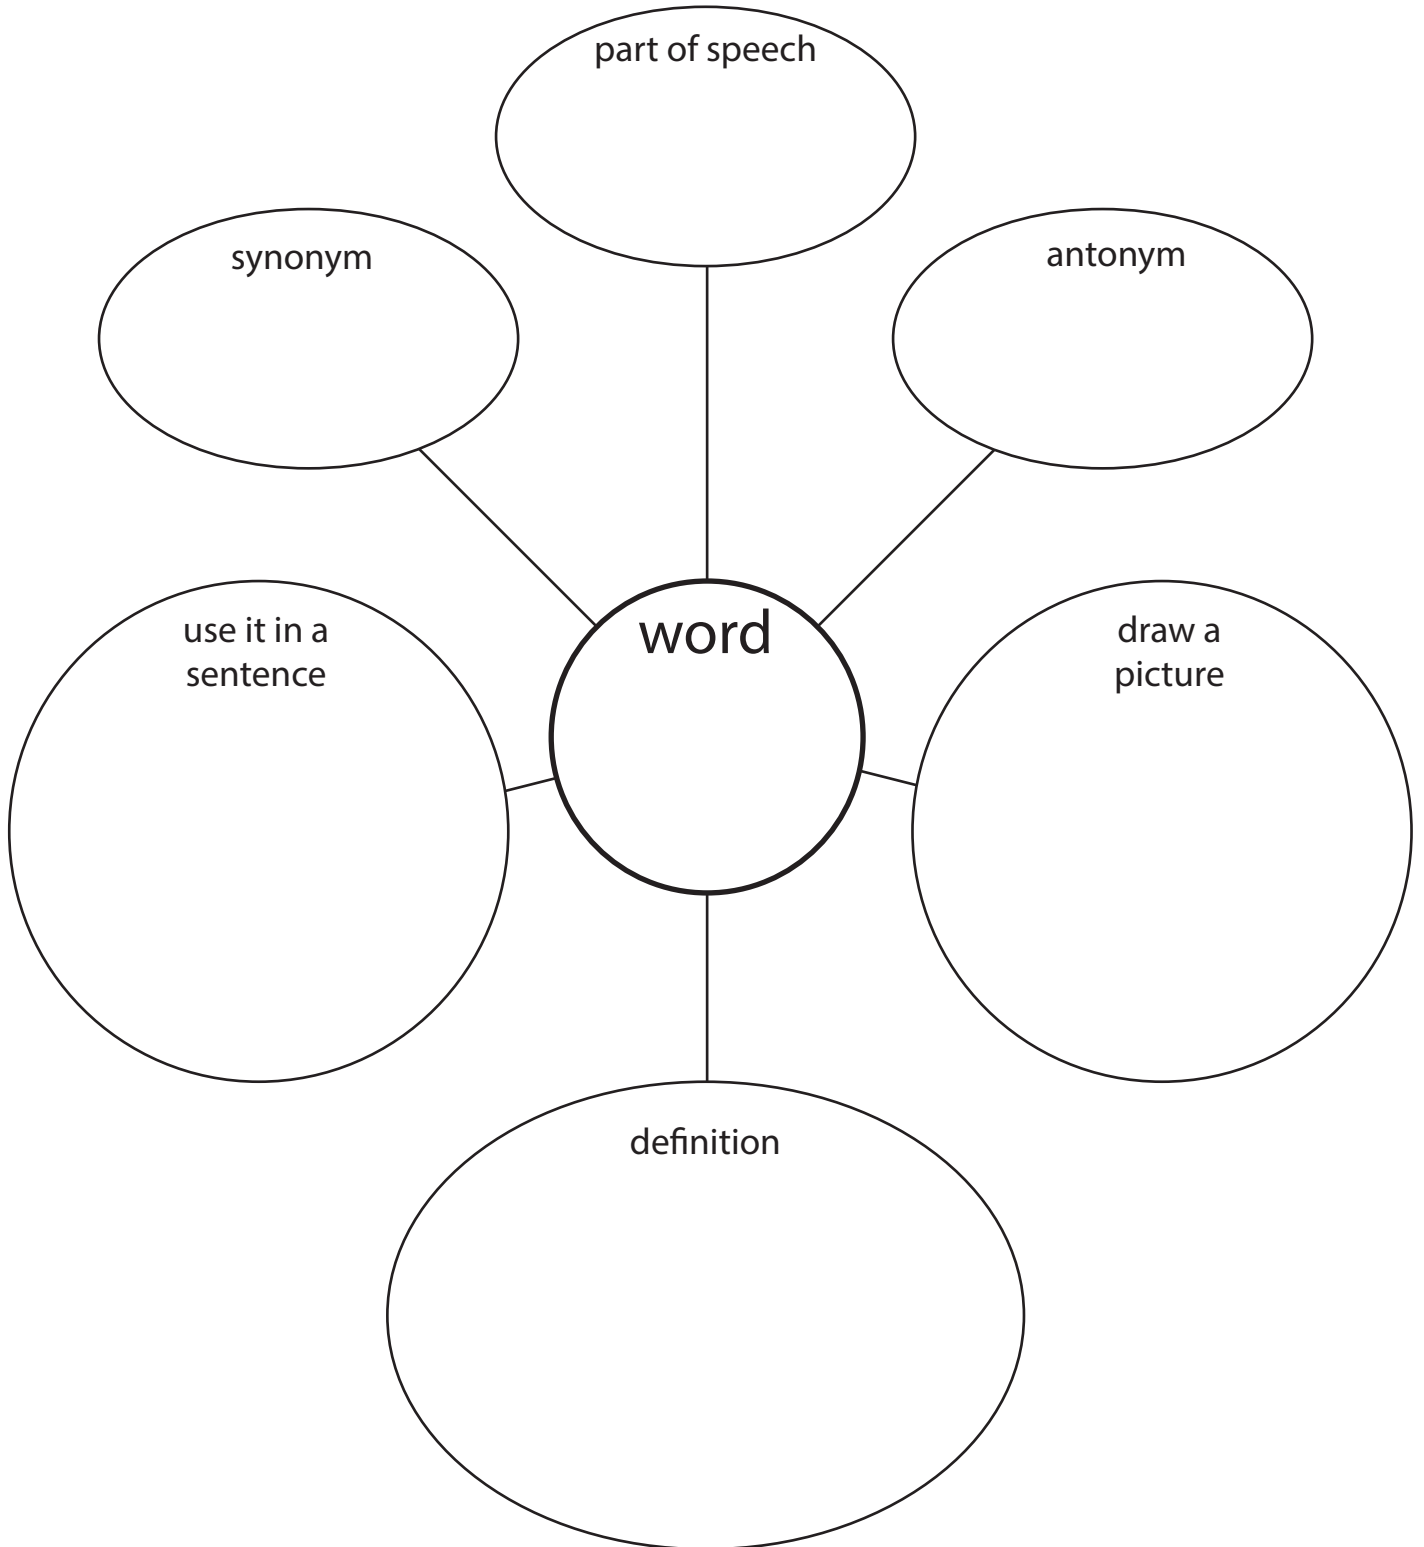 part of speech
synonym
antonym
use it in a
sentence
word
draw a
picture
definition